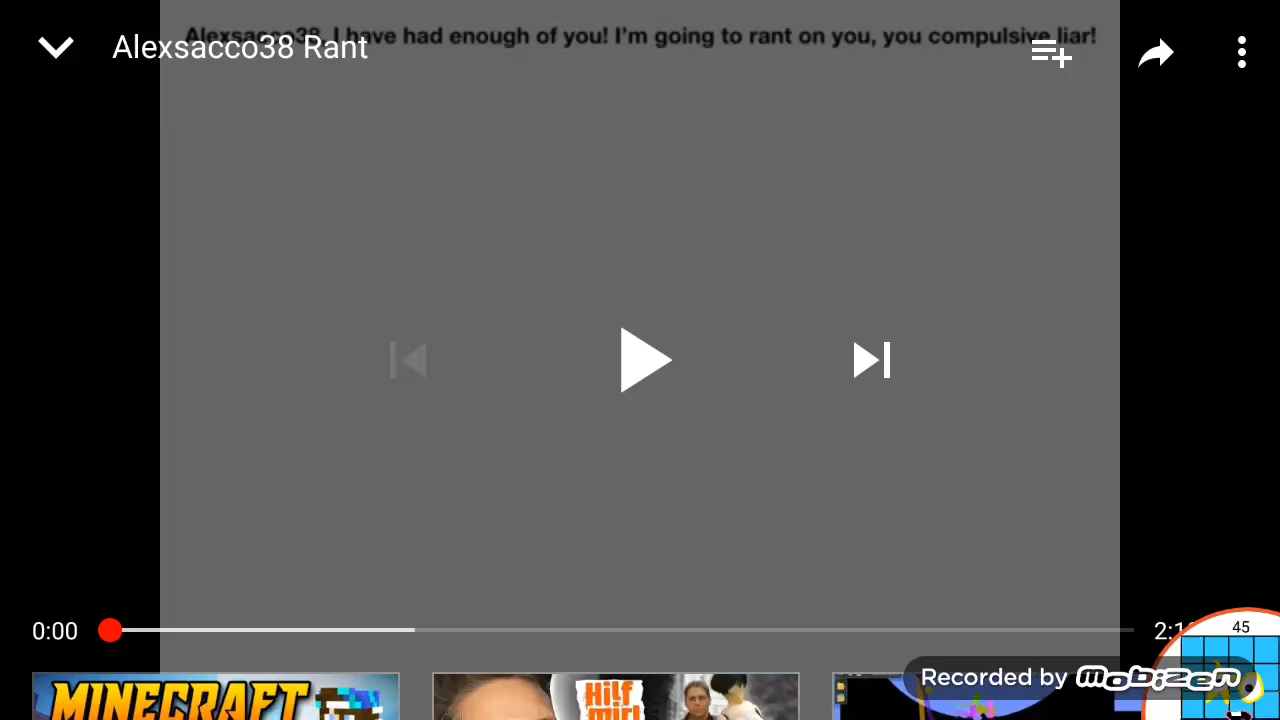 Alexsacco38, I have had enough of you! I'm going to rant on you, you compulsive liar!
Alexsacco38 Rant
0:00
45
Recorded by mobizen
MINECRAFT
Hilf
mir!